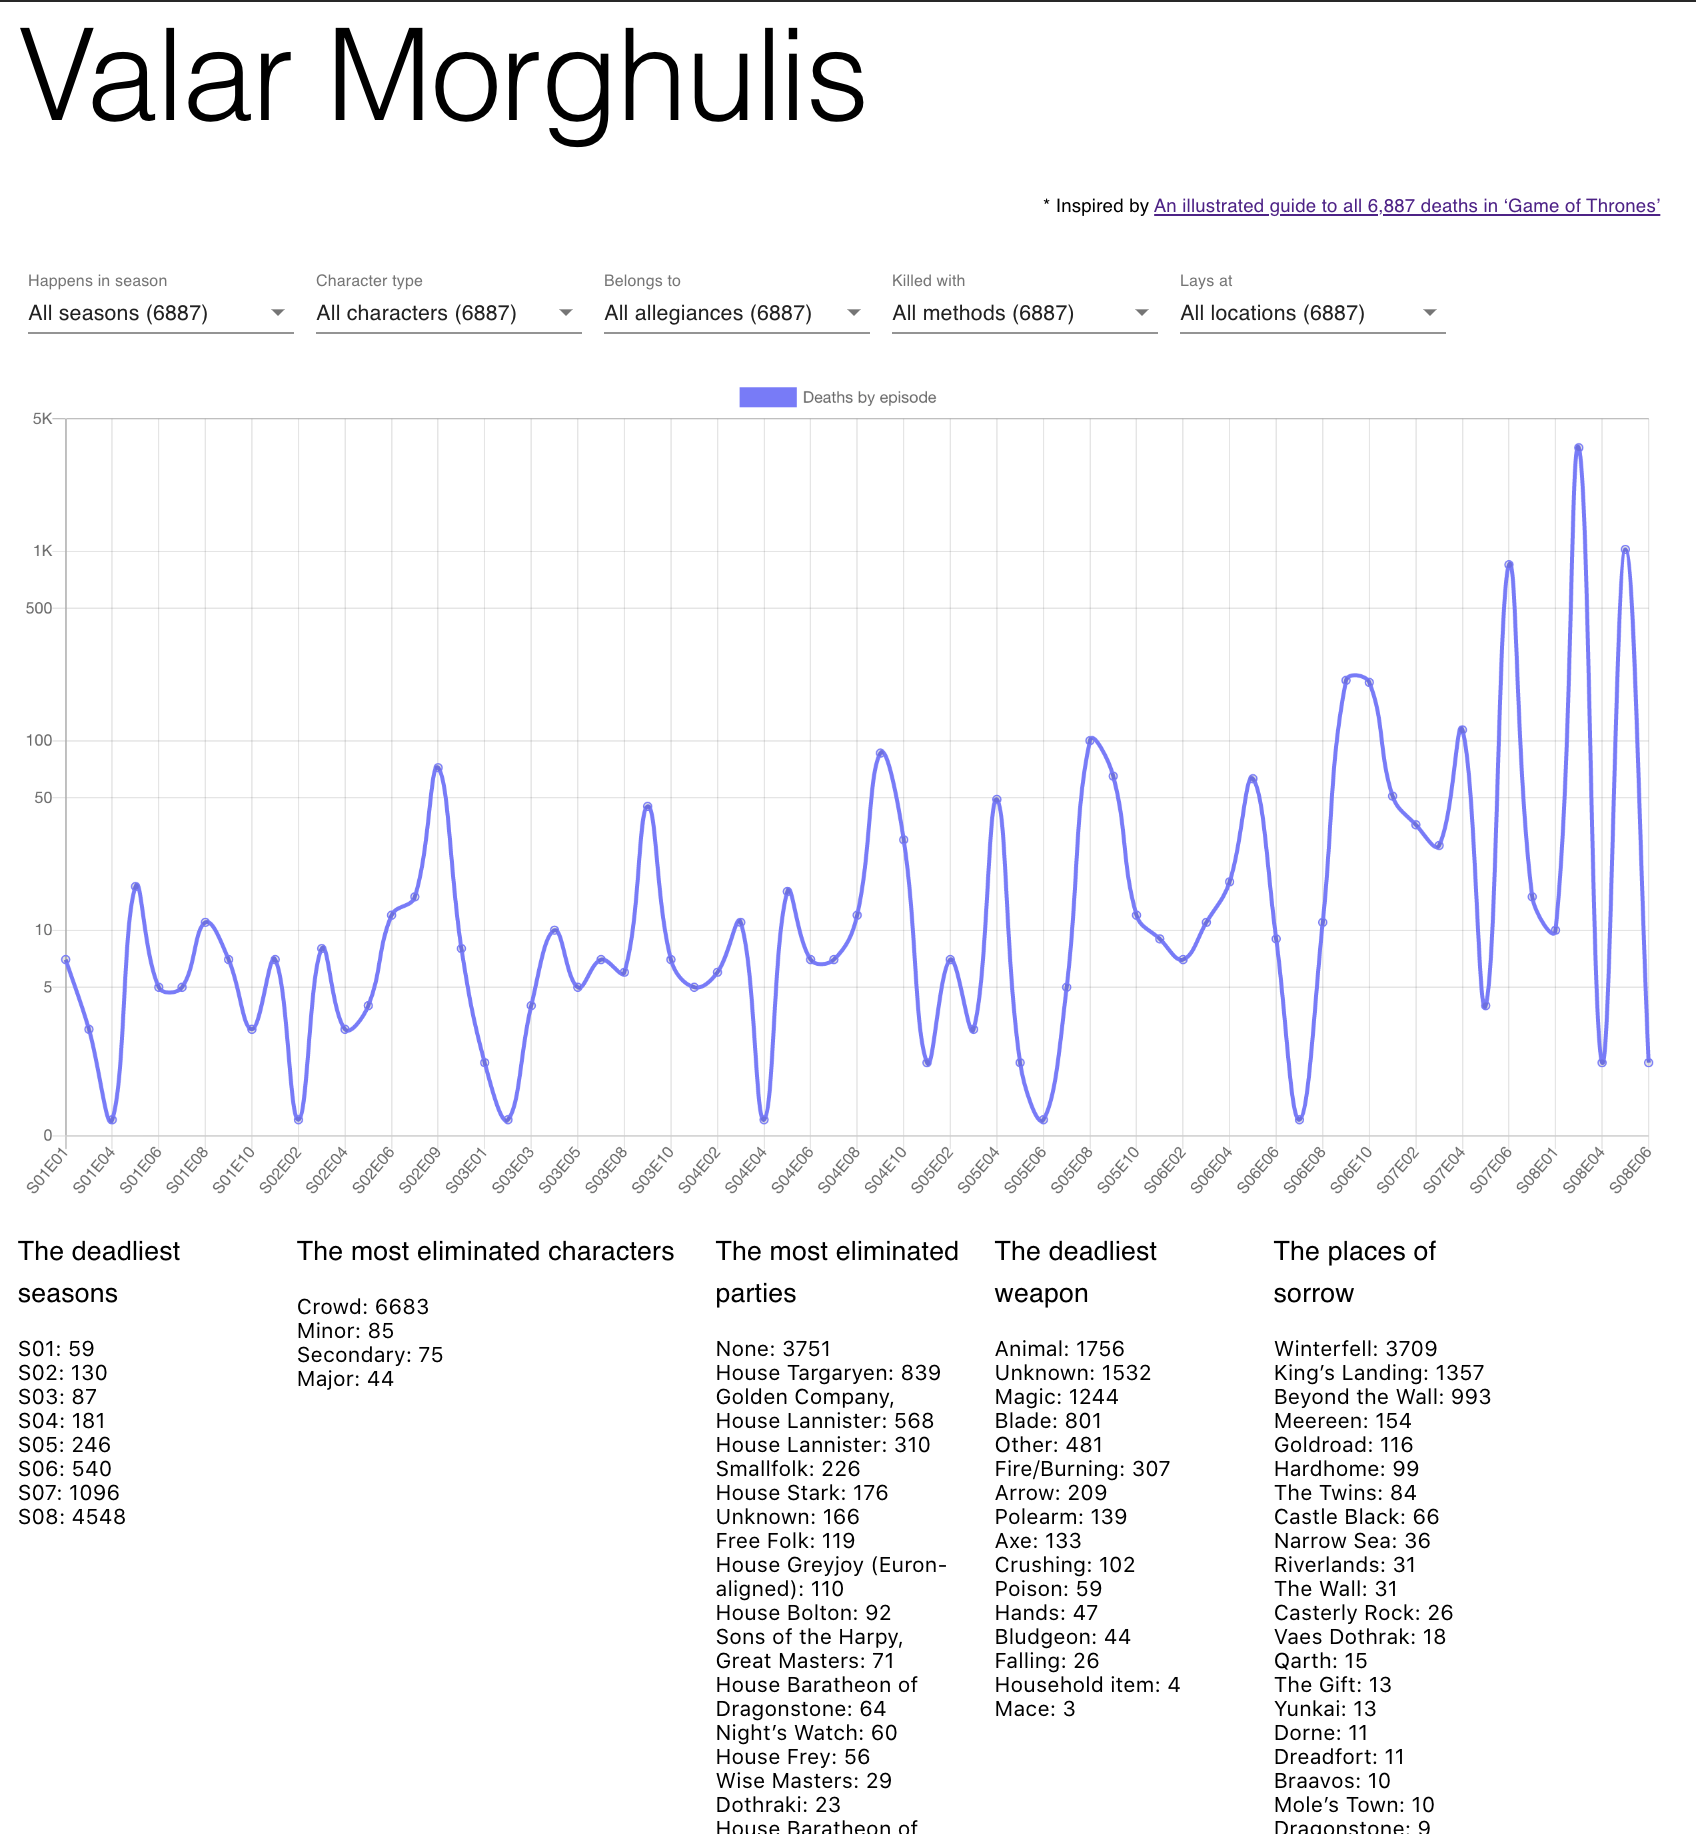 Valar Morghulis
* Inspired by An illustrated guide to all 6,887 deaths in ‘Game of Thrones’
Happens in season
Character type
Belongs to
Killed with
Lays at
All seasons (6887)
All characters (6887)
All allegiances (6887)
All methods (6887)
All locations (6887)
Deaths by episode
5K
1K
500
100
50
10
5
0
S01E01
S01E04
S01E06
S01E08
S01E10
S02E02
S02E04
S02E06
S02E09
S03E01
S03E03
S03E05
S03E08
S03E10
S04E02
S04E04
S04E06
S04E08
S04E10
S05E02
S05E04
S05E06
S05E08
S05E10
S06E02
S06E04
S06E06
S06E08
S06E10
S07E02
S07E04
S07E06
S08E01
S08E04
S08E06
The deadliest
seasons
S01: 59
S02: 130
S03: 87
S04: 181
S05: 246
S06: 540
S07: 1096
S08: 4548
The most eliminated characters
Crowd: 6683
Minor: 85
Secondary: 75
Major: 44
The most eliminated
parties
None: 3751
House Targaryen: 839
Golden Company,
House Lannister: 568
House Lannister: 310
Smallfolk: 226
House Stark: 176
Unknown: 166
Free Folk: 119
House Greyjoy (Euron-
aligned): 110
House Bolton: 92
Sons of the Harpy,
Great Masters: 71
House Baratheon of
Dragonstone: 64
Night’s Watch: 60
House Frey: 56
Wise Masters: 29
Dothraki: 23
House Baratheon of
The deadliest
weapon
Animal: 1756
Unknown: 1532
Magic: 1244
Blade: 801
Other: 481
Fire/Burning: 307
Arrow: 209
Polearm: 139
Axe: 133
Crushing: 102
Poison: 59
Hands: 47
Bludgeon: 44
Falling: 26
Household item: 4
Mace: 3
The places of
sorrow
Winterfell: 3709
King’s Landing: 1357
Beyond the Wall: 993
Meereen: 154
Goldroad: 116
Hardhome: 99
The Twins: 84
Castle Black: 66
Narrow Sea: 36
Riverlands: 31
The Wall: 31
Casterly Rock: 26
Vaes Dothrak: 18
Qarth: 15
The Gift: 13
Yunkai: 13
Dorne: 11
Dreadfort: 11
Braavos: 10
Mole’s Town: 10
Dragonstone: 9